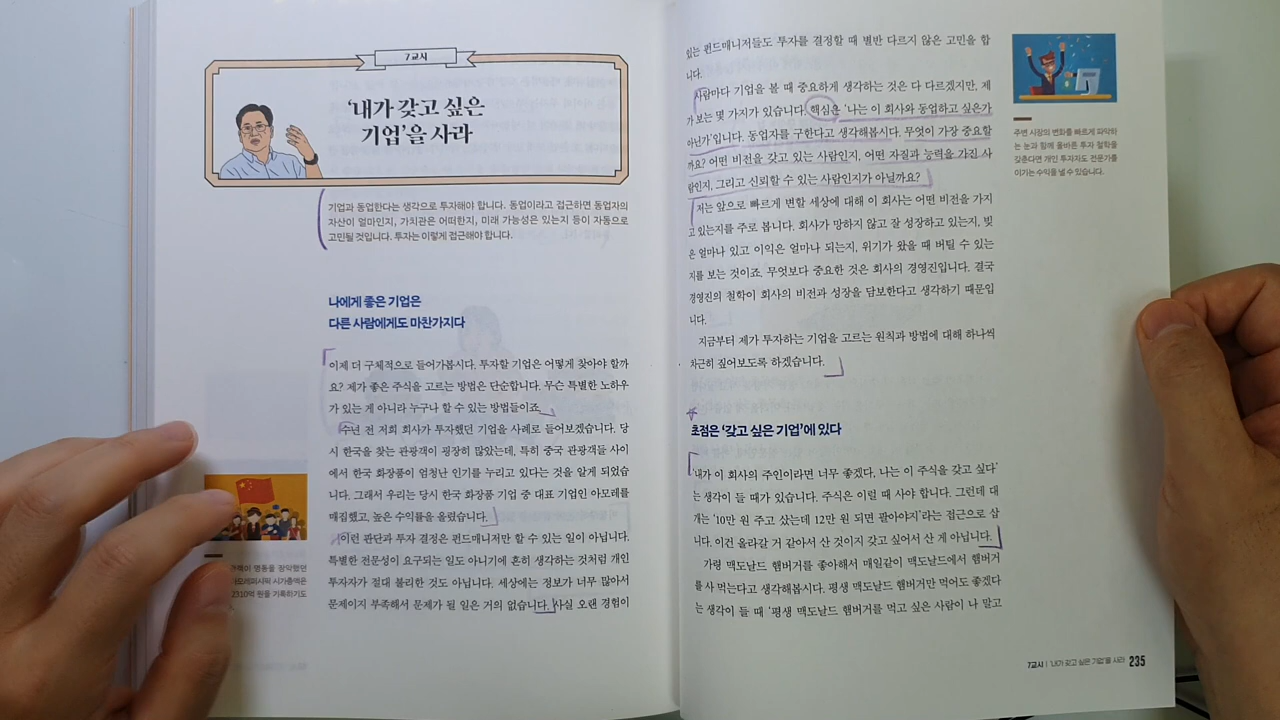 7교시
'내가 갖고 싶은
기업'을 사라
기업과 동업한다는 생각으로 투자해야 합니다. 동업이라고 접근하면 동업자의
자산이 얼마인지, 가치관은 어떠한지, 미래 가능성은 있는지 등이 자동으로
고민될 것입니다. 투자는 이렇게 접근해야 합니다.
나에게 좋은 기업은
다른 사람에게도 마찬가지다
이제 더 구체적으로 들어가봅시다. 투자할 기업은 어떻게 찾아야 할까
요? 제가 좋은 주식을 고르는 방법은 단순합니다. 무슨 특별한 노하우
가 있는 게 아니라 누구나 할 수 있는 방법들이죠.
수년 전 저희 회사가 투자했던 기업을 사례로 들어보겠습니다. 당
시 한국을 찾는 관광객이 굉장히 많았는데, 특히 중국 관광객들 사이
에서 한국 화장품이 엄청난 인기를 누리고 있다는 것을 알게 되었습
니다. 그래서 우리는 당시 한국 화장품 기업 중 대표 기업인 아모레를
매집했고, 높은 수익률을 올렸습니다.
이런 판단과 투자 결정은 펀드매니저만 할 수 있는 일이 아닙니다.
특별한 전문성이 요구되는 일도 아니기에 흔히 생각하는 것처럼 개인
투자자가 절대 불리한 것도 아닙니다. 세상에는 정보가 너무 많아서
문제이지 부족해서 문제가 될 일은 거의 없습니다. 사실 오랜 경험이
명동을 장악했던
시가총액은
2310억 원을 기록하기도
있는 펀드매니저들도 투자를 결정할 때 별반 다르지 않은 고민을 합
니다.
사람마다 기업을 볼 때 중요하게 생각하는 것은 다 다르겠지만, 제
가 보는 몇 가지가 있습니다. 핵심은 '나는 이 회사와 동업하고 싶은가
아닌가'입니다. 동업자를 구한다고 생각해봅시다. 무엇이 가장 중요할
까요? 어떤 비전을 갖고 있는 사람인지, 어떤 자질과 능력을 가진 사
람인지, 그리고 신뢰할 수 있는 사람인지가 아닐까요?
저는 앞으로 빠르게 변할 세상에 대해 이 회사는 어떤 비전을 가지
고 있는지를 주로 봅니다. 회사가 망하지 않고 잘 성장하고 있는지, 빚
은 얼마나 있고 이익은 얼마나 되는지, 위기가 왔을 때 버틸 수 있는
지를 보는 것이죠. 무엇보다 중요한 것은 회사의 경영진입니다. 결국
경영진의 철학이 회사의 비전과 성장을 담보한다고 생각하기 때문입
니다.
지금부터 제가 투자하는 기업을 고르는 원칙과 방법에 대해 하나씩
차근히 짚어보도록 하겠습니다.
초점은 '갖고 싶은 기업'에 있다
'내가 이 회사의 주인이라면 너무 좋겠다, 나는 이 주식을 갖고 싶다'
는 생각이 들 때가 있습니다. 주식은 이럴 때 사야 합니다. 그런데 대
개는 '10만 원 주고 샀는데 12만 원 되면 팔아야지'라는 접근으로 삽
니다. 이건 올라갈 거 같아서 산 것이지 갖고 싶어서 산 게 아닙니다.
가령 맥도날드 햄버거를 좋아해서 매일같이 맥도날드에서 햄버거
를 사 먹는다고 생각해봅시다. 평생 맥도날드 햄버거만 먹어도 좋겠다
는 생각이 들 때 '평생 맥도날드 햄버거를 먹고 싶은 사람이 나 말고
주변 시장의 변화를 빠르게 파악하
는 눈과 함께 올바른 투자 철학을
갖춘다면 개인 투자자도 전문가를
이기는 수익을 낼 수 있습니다.
7교시 | '내가 갖고 싶은 기업'을 사라 235